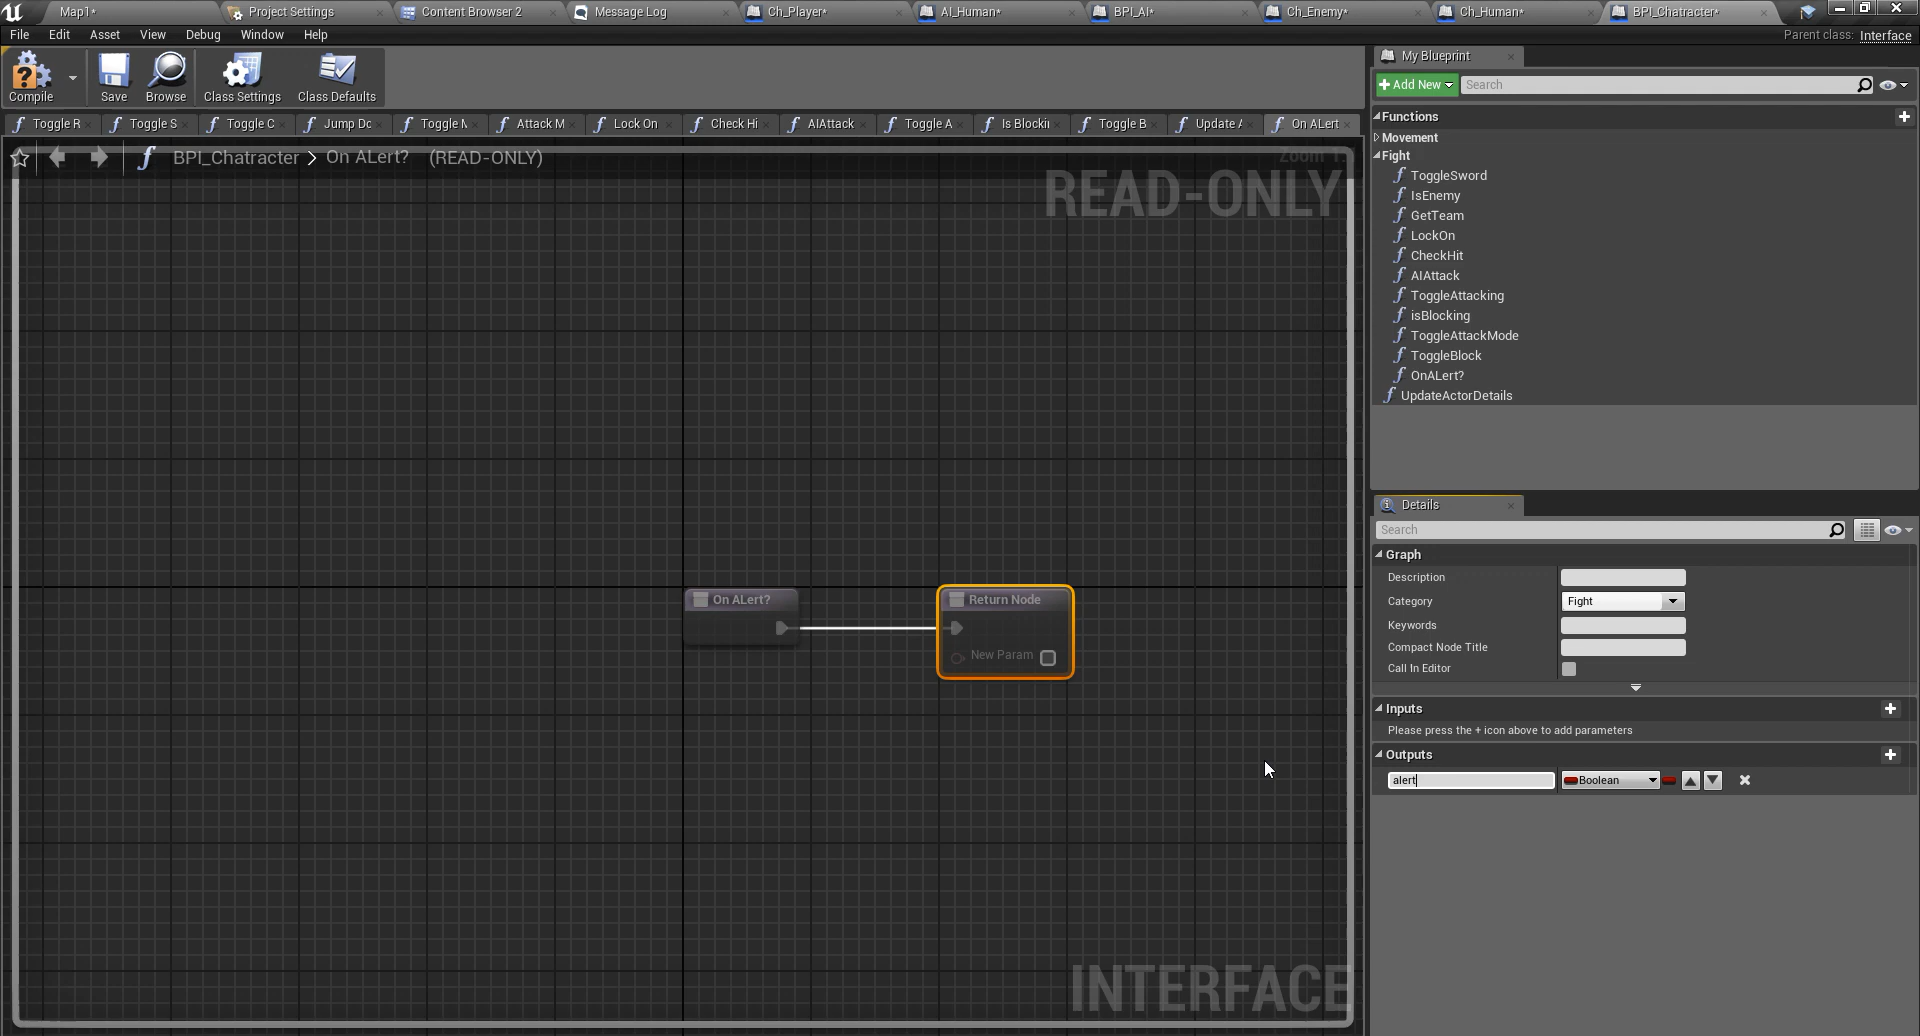 Map1*
Project Settings
Content Browser 2
Message Log
Ch_Player*
AI_Human*
BPI_AI*
Ch_Enemy*
Ch_Human*
BPI_Chatracter*
File Edit Asset View Debug Window Help
Parent class: Interface
Compile
Save
Browse
Class Settings
Class Defaults
My Blueprint
Add New
Search
Toggle R
Toggle S
Toggle C
Jump Do
Toggle M
Attack M
Lock On
Check Hi
AIAttack
Toggle A
Is Blocki
Toggle B
Update A
On ALert
BPI_Chatracter > On ALert? (READ-ONLY)
READ-ONLY
Functions
Movement
Fight
ToggleSword
IsEnemy
GetTeam
LockOn
CheckHit
AIAttack
ToggleAttacking
isBlocking
ToggleAttackMode
ToggleBlock
OnALert?
UpdateActorDetails
Details
Search
Graph
Description
Category Fight
Keywords
Compact Node Title
Call In Editor
Inputs
Please press the + icon above to add parameters
Outputs
alert Boolean
On ALert?
Return Node
New Param
INTERFACE